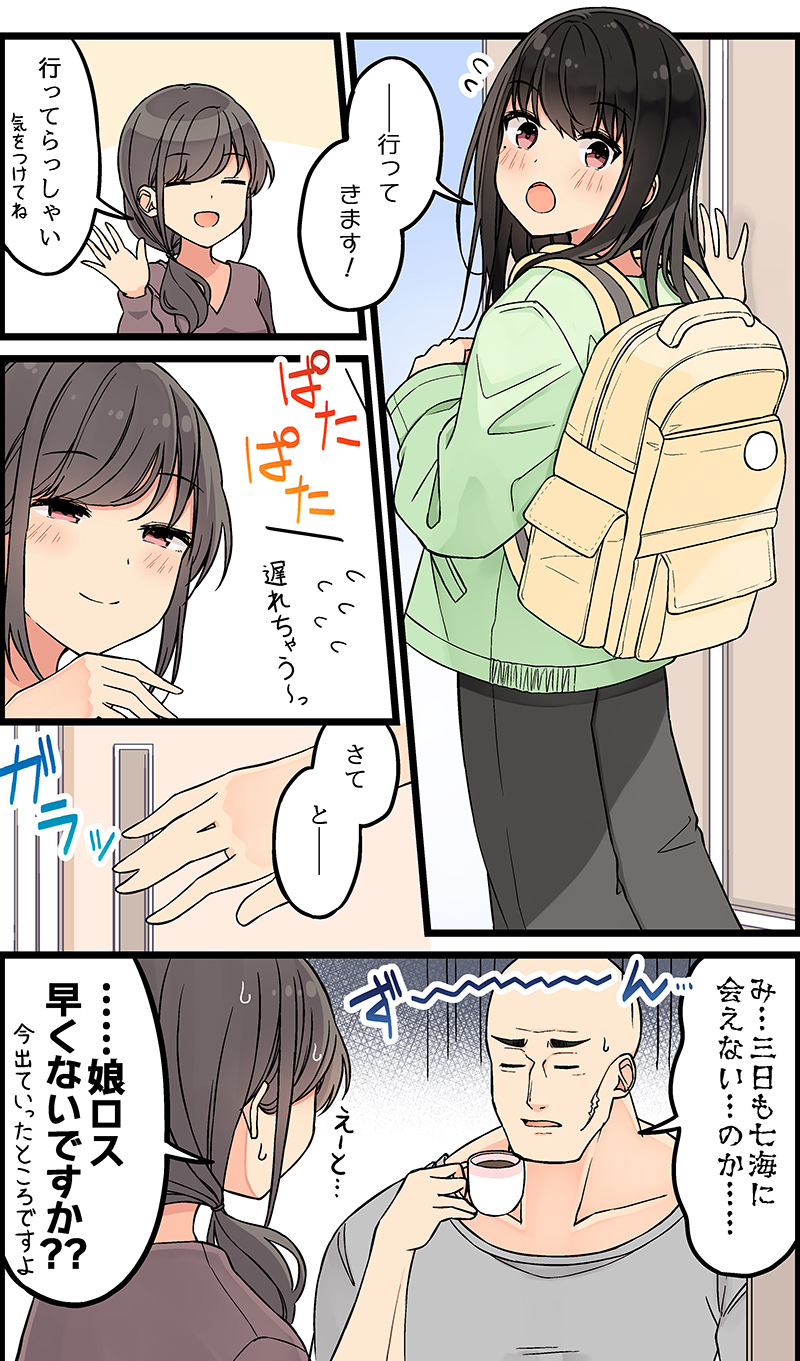 ――行って
きます!
行ってらっしゃい
気をつけてね
ぱた
ぱた
遅れちゃう〜っ
ガラッ
さて
と――
み…三日も七海に
会えない…のか……
ず〜〜〜ん…
えーと…
……娘ロス
早くないですか??
今出ていったところですよ